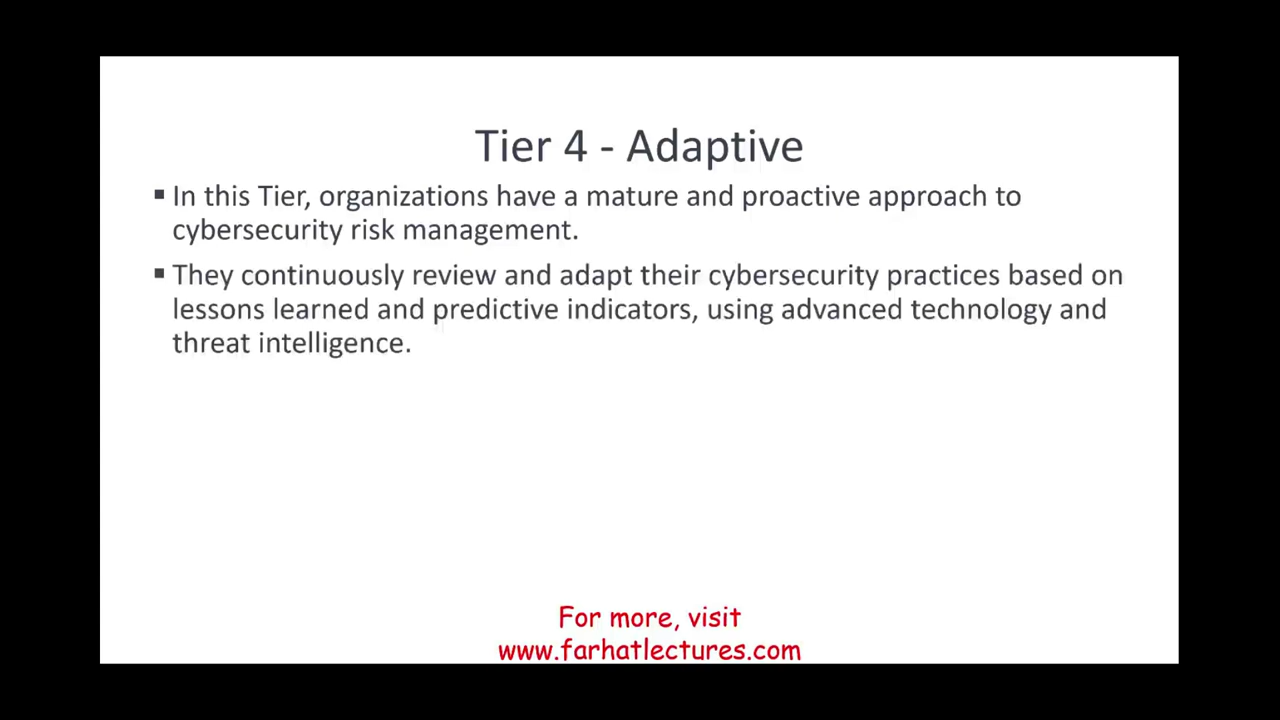 Tier 4 - Adaptive
▪ In this Tier, organizations have a mature and proactive approach to
cybersecurity risk management.
▪ They continuously review and adapt their cybersecurity practices based on
lessons learned and predictive indicators, using advanced technology and
threat intelligence.
For more, visit
www.farhatlectures.com